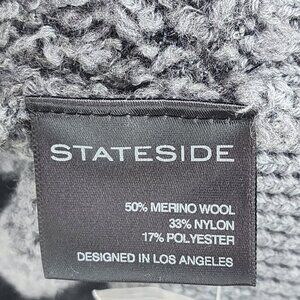 STATESIDE
50% MERINO WOOL
33% NYLON
17% POLYESTER
DESIGNED IN LOS ANGELES